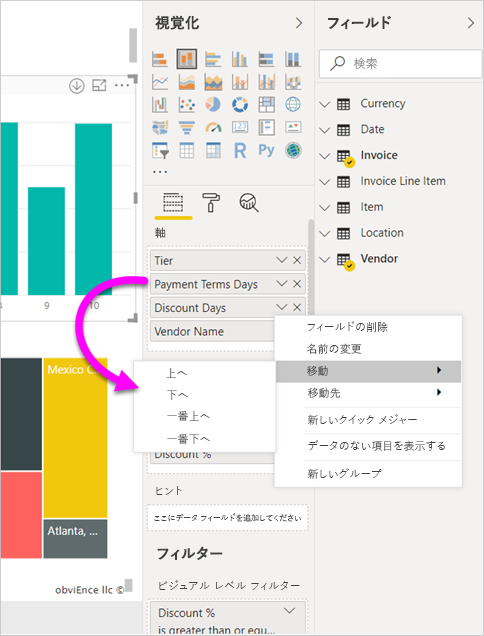 視覚化
フィールド
検索
123
R
Py
Currency
Date
Invoice
Invoice Line Item
Item
Location
Vendor
軸
Tier
Payment Terms Days
Discount Days
Vendor Name
9
10
フィールドの削除
名前の変更
移動
移動先
新しいクイック メジャー
データのない項目を表示する
新しいグループ
上へ
下へ
一番上へ
一番下へ
Mexico C...
Discount %
ヒント
ここにデータ フィールドを追加してください
Atlanta, ...
フィルター
ビジュアル レベル フィルター
obviEnce llc ©
Discount %
is greater than or equ...